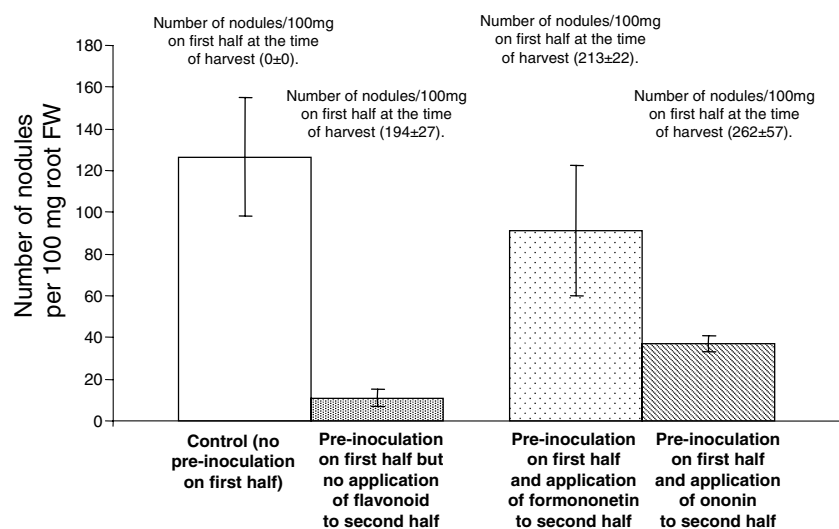 Number of nodules/100mg
on first half at the time
of harvest (0±0).
Number of nodules/100mg
on first half at the time
of harvest (194±27).
Number of nodules/100mg
on first half at the time
of harvest (213±22).
Number of nodules/100mg
on first half at the time
of harvest (262±57).
Number of nodules
per 100 mg root FW
180
160
140
120
100
80
60
40
20
0
Control (no
pre-inoculation
on first half)
Pre-inoculation
on first half but
no application
of flavonoid
to second half
Pre-inoculation
on first half
and application
of formononetin
to second half
Pre-inoculation
on first half
and application
of ononin
to second half